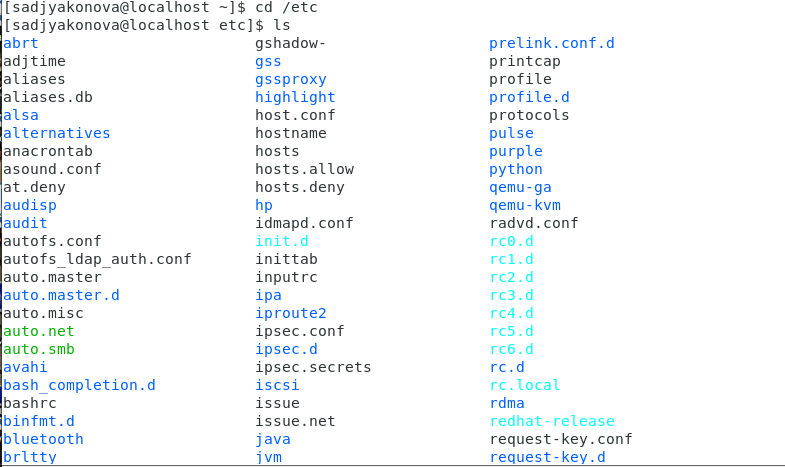 [sadjyakonova@localhost ~]$ cd /etc
[sadjyakonova@localhost etc]$ ls
abrt gshadow- prelink.conf.d
adjtime gss printcap
aliases gssproxy profile
aliases.db highlight profile.d
alsa host.conf protocols
alternatives hostname pulse
anacrontab hosts purple
asound.conf hosts.allow python
at.deny hosts.deny qemu-ga
audisp hp qemu-kvm
audit idmapd.conf radvd.conf
autofs.conf init.d rc0.d
autofs_ldap_auth.conf inittab rc1.d
auto.master inputrc rc2.d
auto.master.d ipa rc3.d
auto.misc iproute2 rc4.d
auto.net ipsec.conf rc5.d
auto.smb ipsec.d rc6.d
avahi ipsec.secrets rc.d
bash_completion.d iscsi rc.local
bashrc issue rdma
binfmt.d issue.net redhat-release
bluetooth java request-key.conf
brltty jvm request-key.d